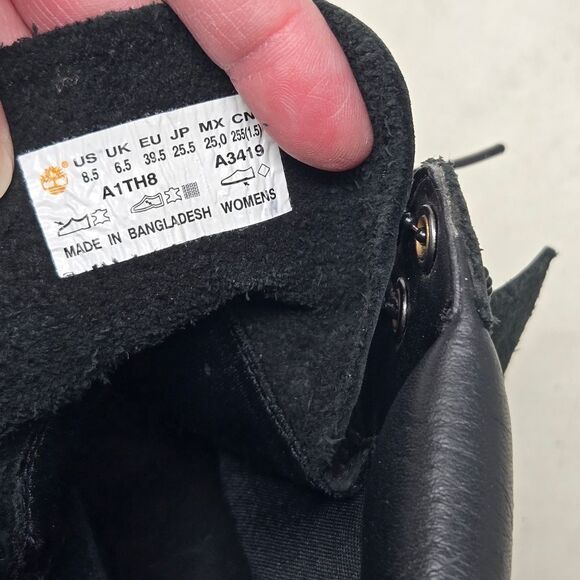 US UK EU JP MX CN
8.5 6.5 39.5 25.5 25,0 255(1.5)
A1TH8 A3419
MADE IN BANGLADESH WOMENS